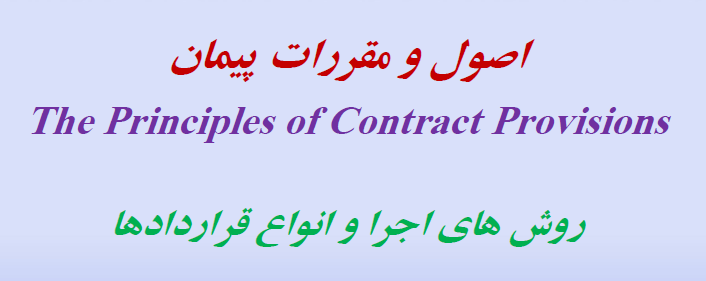 اصول و مقررات پیمان
The Principles of Contract Provisions
روش های اجرا و انواع قراردادها